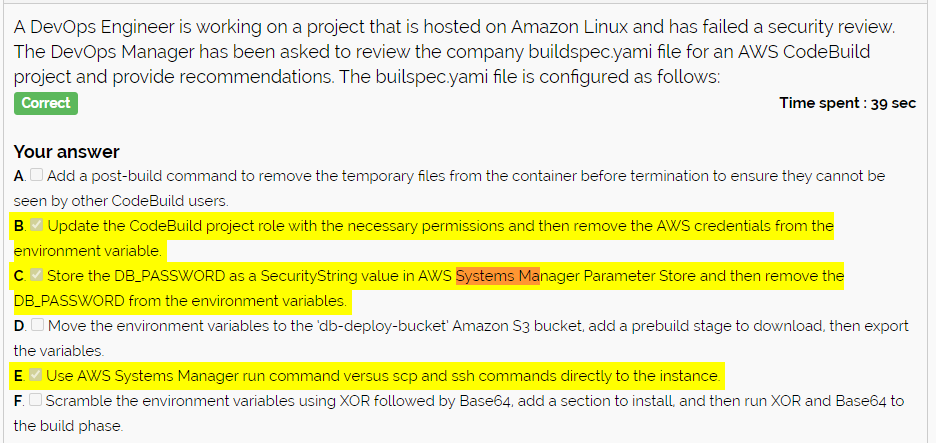 A DevOps Engineer is working on a project that is hosted on Amazon Linux and has failed a security review.
The DevOps Manager has been asked to review the company buildspec.yami file for an AWS CodeBuild
project and provide recommendations. The builspec.yami file is configured as follows:
Correct
Time spent : 39 sec
Your answer
A. Add a post-build command to remove the temporary files from the container before termination to ensure they cannot be
seen by other CodeBuild users.
B. Update the CodeBuild project role with the necessary permissions and then remove the AWS credentials from the
environment variable.
C. Store the DB_PASSWORD as a SecurityString value in AWS Systems Manager Parameter Store and then remove the
DB_PASSWORD from the environment variables.
D. Move the environment variables to the 'db-deploy-bucket' Amazon S3 bucket, add a prebuild stage to download, then export
the variables.
E. Use AWS Systems Manager run command versus scp and ssh commands directly to the instance.
F. Scramble the environment variables using XOR followed by Base64, add a section to install, and then run XOR and Base64 to
the build phase.